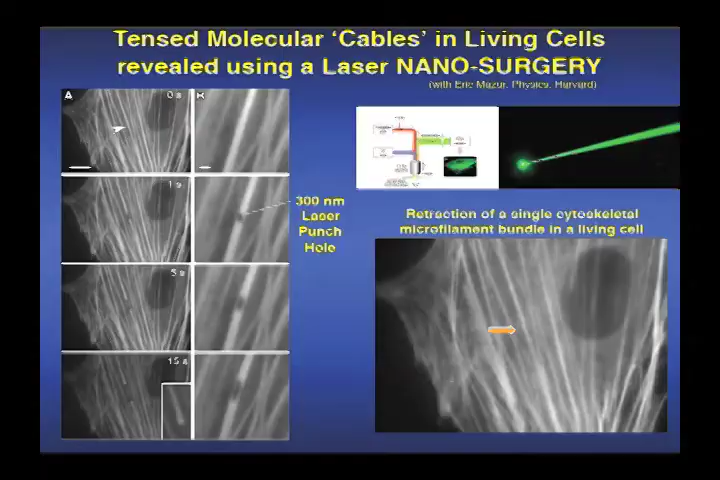 Tensed Molecular ‘Cables’ in Living Cells
revealed using a Laser NANO-SURGERY
(with Eric Mazur, Physics, Harvard)
A
0 s
B
1 s
300 nm
Laser
Punch
Hole
Retraction of a single cytoskeletal
microfilament bundle in a living cell
5 s
15 s